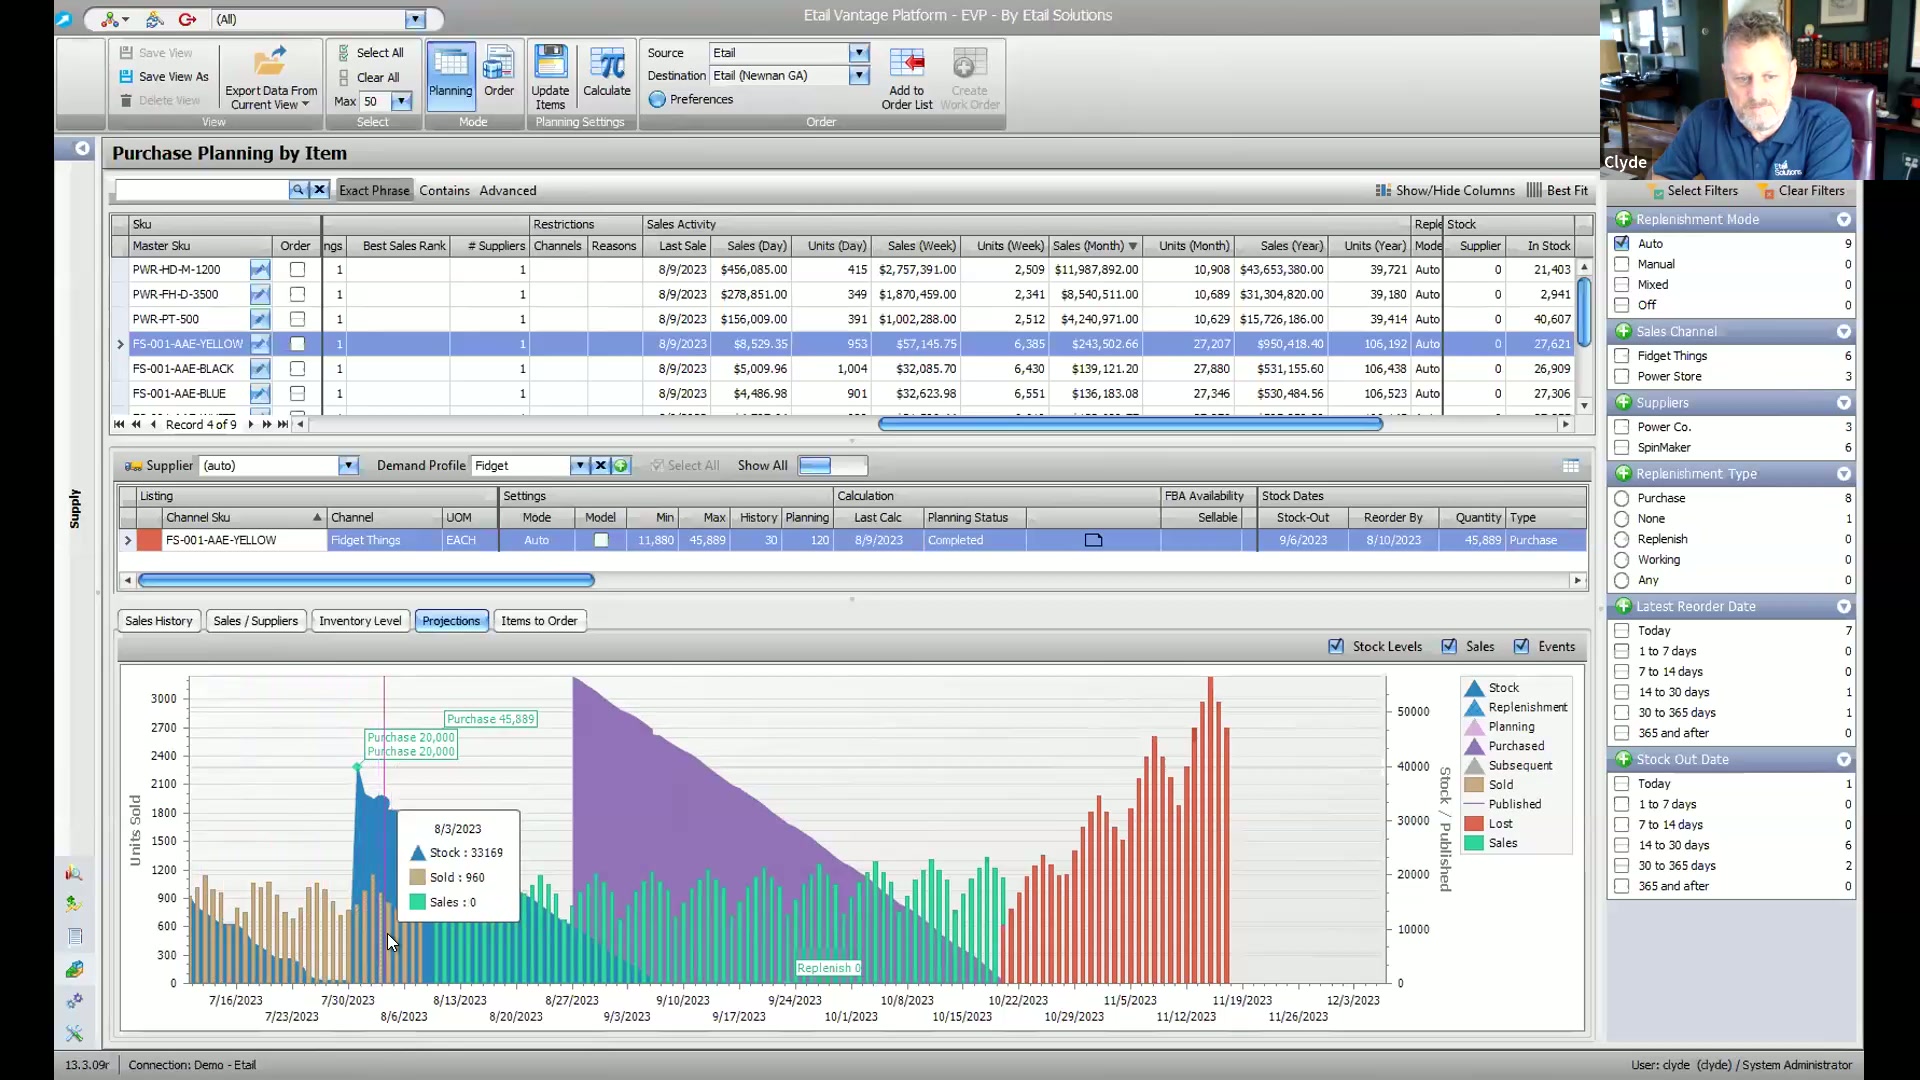 (All)
Etail Vantage Platform - EVP - By Etail Solutions
Save View
Save View As
Delete View
Export Data From
Current View
View
Select All
Clear All
Max 50
Select
Planning
Order
Mode
Update
Items
Calculate
Planning Settings
Source Etail
Destination Etail (Newnan GA)
Preferences
Add to
Order List
Create
Work Order
Order
Etail
Solutions
Clyde
Purchase Planning by Item
Exact Phrase Contains Advanced
Show/Hide Columns Best Fit
Sku Restrictions Sales Activity Reple Stock
Master Sku Order ngs Best Sales Rank # Suppliers Channels Reasons Last Sale Sales (Day) Units (Day) Sales (Week) Units (Week) Sales (Month) Units (Month) Sales (Year) Units (Year) Mode Supplier In Stock
PWR-HD-M-1200 1 1 8/9/2023 $456,085.00 415 $2,757,391.00 2,509 $11,987,892.00 10,908 $43,653,380.00 39,721 Auto 0 21,403
PWR-FH-D-3500 1 1 8/9/2023 $278,851.00 349 $1,870,459.00 2,341 $8,540,511.00 10,689 $31,304,820.00 39,180 Auto 0 2,941
PWR-PT-500 1 1 8/9/2023 $156,009.00 391 $1,002,288.00 2,512 $4,240,971.00 10,629 $15,726,186.00 39,414 Auto 0 40,607
FS-001-AAE-YELLOW 1 1 8/9/2023 $8,529.35 953 $57,145.75 6,385 $243,502.66 27,207 $950,418.40 106,192 Auto 0 27,621
FS-001-AAE-BLACK 1 1 8/9/2023 $5,009.96 1,004 $32,085.70 6,430 $139,121.20 27,880 $531,155.60 106,438 Auto 0 26,909
FS-001-AAE-BLUE 1 1 8/9/2023 $4,486.98 901 $32,623.98 6,551 $136,183.08 27,346 $530,484.56 106,523 Auto 0 27,306
Record 4 of 9
Supplier (auto) Demand Profile Fidget Select All Show All
Listing Settings Calculation FBA Availability Stock Dates
Channel Sku Channel UOM Mode Model Min Max History Planning Last Calc Planning Status Sellable Stock-Out Reorder By Quantity Type
FS-001-AAE-YELLOW Fidget Things EACH Auto 11,880 45,889 30 120 8/9/2023 Completed 9/6/2023 8/10/2023 45,889 Purchase
Sales History Sales / Suppliers Inventory Level Projections Items to Order
Stock Levels Sales Events
Units Sold
3000
2700
2400
2100
1800
1500
1200
900
600
300
0
Purchase 45,889
Purchase 20,000
Purchase 20,000
8/3/2023
Stock : 33169
Sold : 960
Sales : 0
Replenish 0
50000
40000
30000
20000
10000
0
Stock / Published
7/16/2023 7/30/2023 8/13/2023 8/27/2023 9/10/2023 9/24/2023 10/8/2023 10/22/2023 11/5/2023 11/19/2023 12/3/2023
7/23/2023 8/6/2023 8/20/2023 9/3/2023 9/17/2023 10/1/2023 10/15/2023 10/29/2023 11/12/2023 11/26/2023
Stock
Replenishment
Planning
Purchased
Subsequent
Sold
Published
Lost
Sales
Supply
Select Filters Clear Filters
Replenishment Mode
Auto 9
Manual 0
Mixed 0
Off 0
Sales Channel
Fidget Things 6
Power Store 3
Suppliers
Power Co. 3
SpinMaker 6
Replenishment Type
Purchase 8
None 1
Replenish 0
Working 0
Any 0
Latest Reorder Date
Today 7
1 to 7 days 0
7 to 14 days 0
14 to 30 days 1
30 to 365 days 1
365 and after 0
Stock Out Date
Today 1
1 to 7 days 0
7 to 14 days 0
14 to 30 days 6
30 to 365 days 2
365 and after 0
13.3.09r Connection: Demo - Etail
User: clyde (clyde) / System Administrator